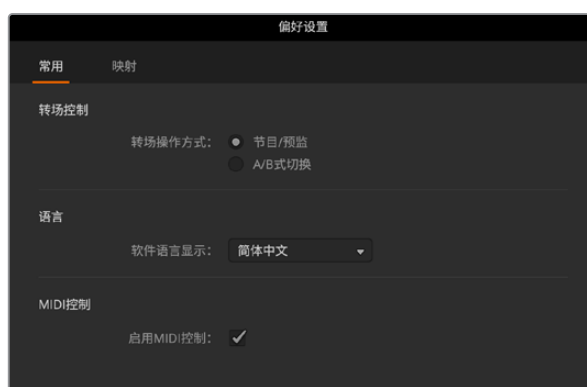 偏好设置
常用 映射
转场控制
转场操作方式： 节目/预监
A/B式切换
语言
软件语言显示： 简体中文
MIDI控制
启用MIDI控制：